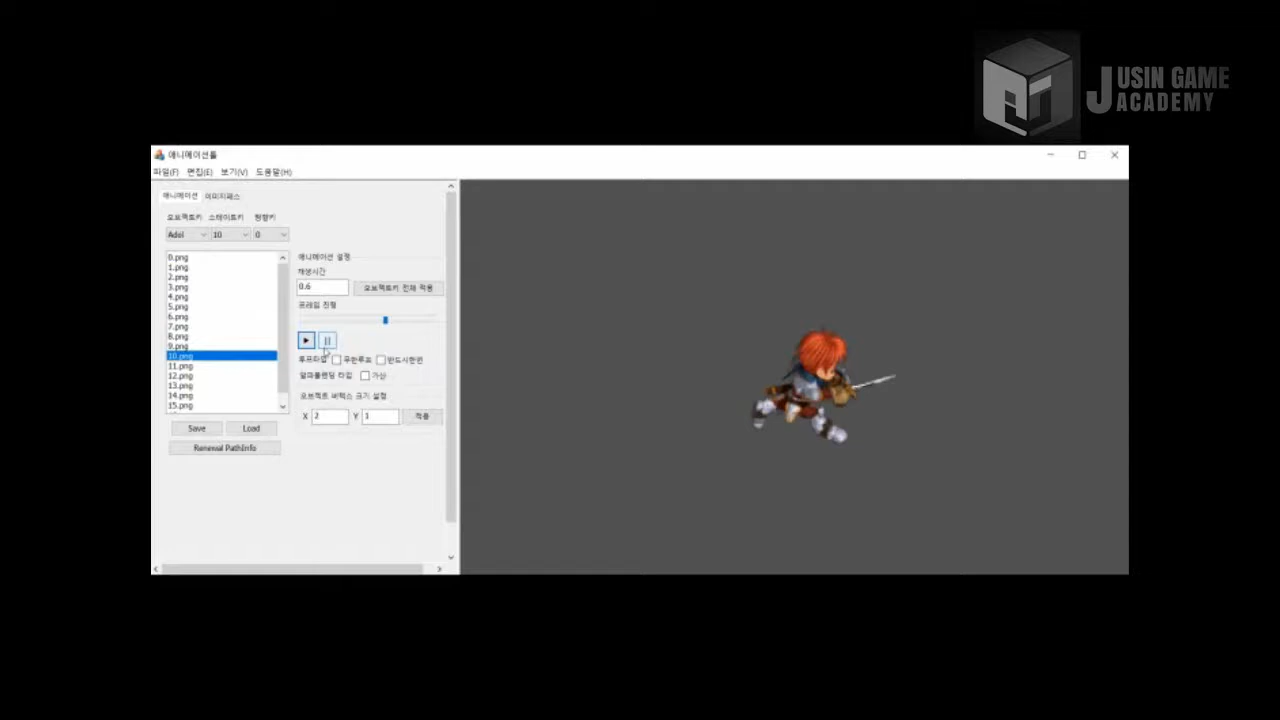 JUSIN GAME
ACADEMY
애니메이션툴
파일(F) 편집(E) 보기(V) 도움말(H)
애니메이션 이미지패스
오브젝트키 스테이트키 방향키
Adol 10 0
0.png
1.png
2.png
3.png
4.png
5.png
6.png
7.png
8.png
9.png
10.png
11.png
12.png
13.png
14.png
15.png
애니메이션 설정
재생시간
0.6 오브젝트키 전체 적용
프레임 진행
루프타입 무한루프 반드시한번
알파블렌딩 타입 가산
오브젝트 버텍스 크기 설정
X 2 Y 1 적용
Save Load
Renewal PathInfo